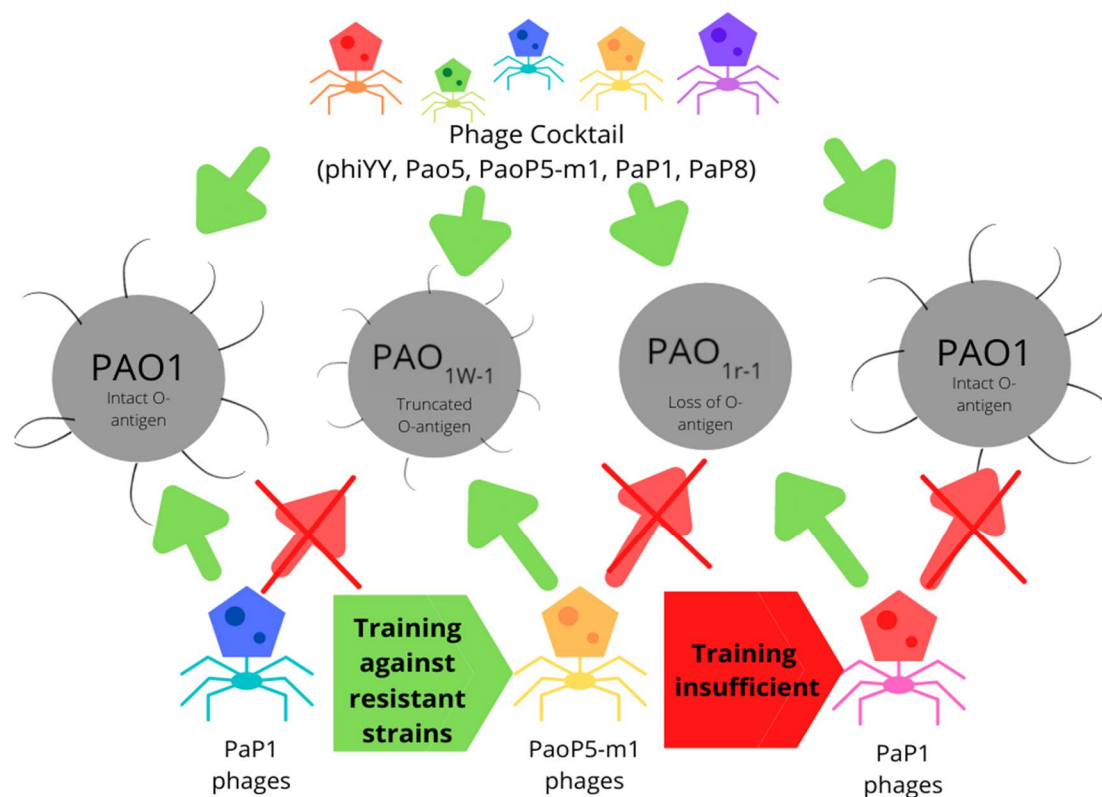 Phage Cocktail
(phiYY, Pao5, PaoP5-m1, PaP1, PaP8)
PAO1
Intact O-
antigen
PAO1W-1
Truncated
O-antigen
PAO1r-1
Loss of O-
antigen
PAO1
Intact O-
antigen
Training
against
resistant
strains
Training
insufficient
PaP1
phages
PaoP5-m1
phages
PaP1
phages